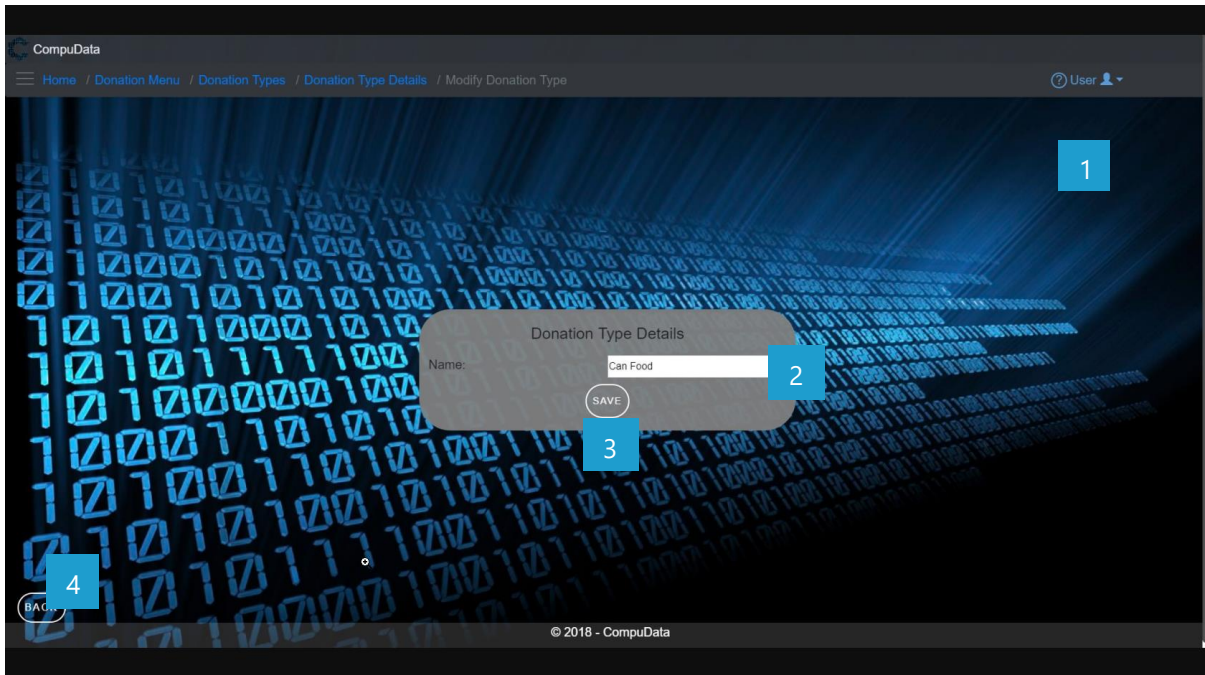 CompuData
Home / Donation Menu / Donation Types / Donation Type Details / Modify Donation Type
User
1
Donation Type Details
Name: Can Food
2
SAVE
3
4
BACK
© 2018 - CompuData